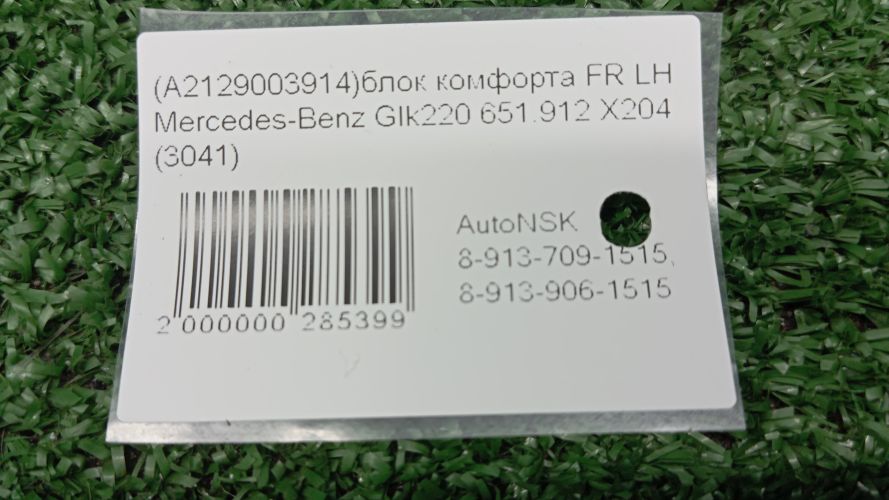 (A2129003914)блок комфорта FR LH
Mercedes-Benz Glk220 651.912 X204
(3041)
AutoNSK
8-913-709-1515,
8-913-906-1515
2 000000 285399